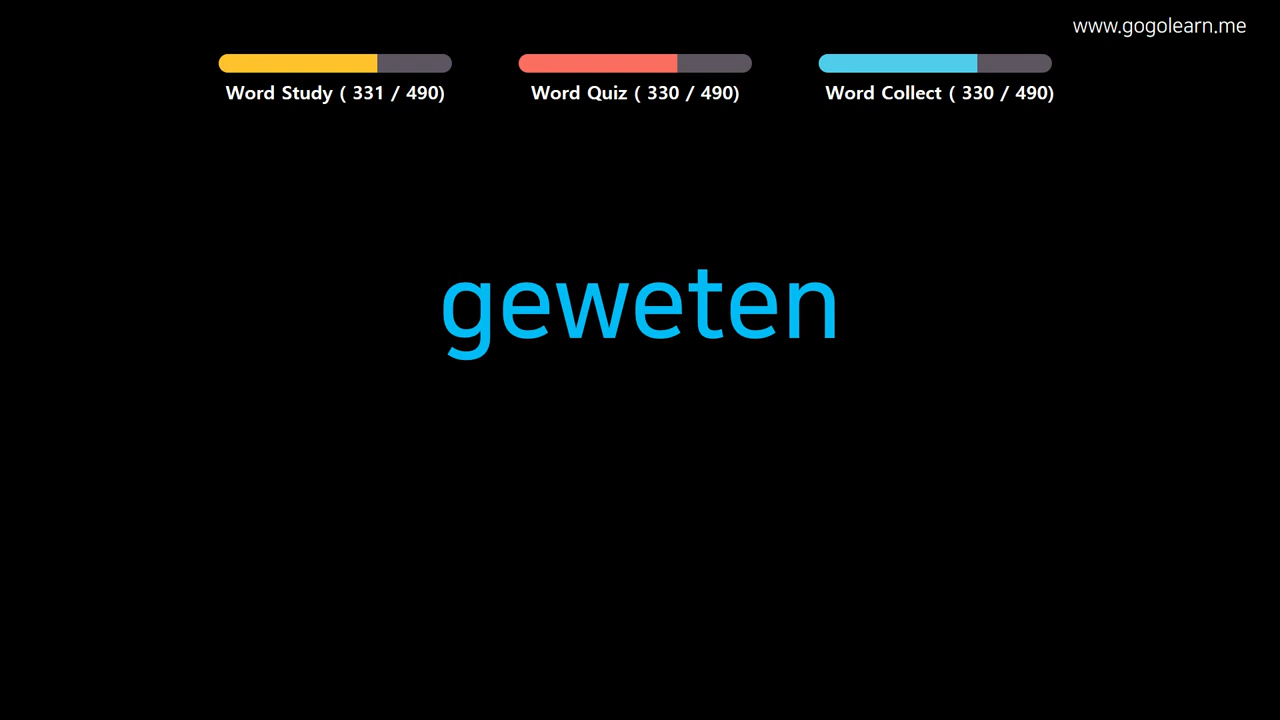 www.gogolearn.me
Word Study ( 331 / 490)
Word Quiz ( 330 / 490)
Word Collect ( 330 / 490)
geweten